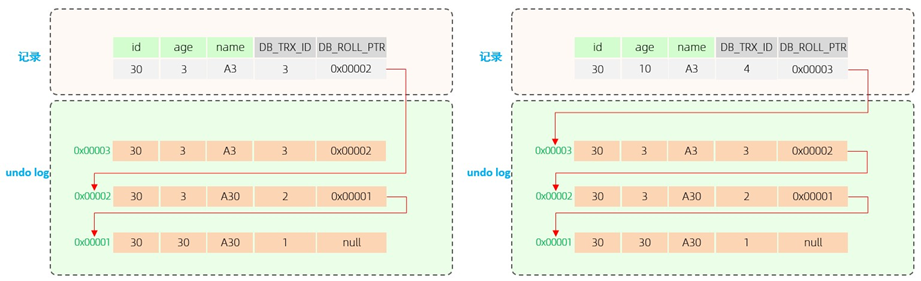 id age name DB_TRX_ID DB_ROLL_PTR
记录
30 3 A3 3 0x00002
0x00003 30 3 A3 3 0x00002
undo log
0x00002 30 3 A30 2 0x00001
0x00001 30 30 A30 1 null
id age name DB_TRX_ID DB_ROLL_PTR
记录
30 10 A3 4 0x00003
0x00003 30 3 A3 3 0x00002
undo log
0x00002 30 3 A30 2 0x00001
0x00001 30 30 A30 1 null